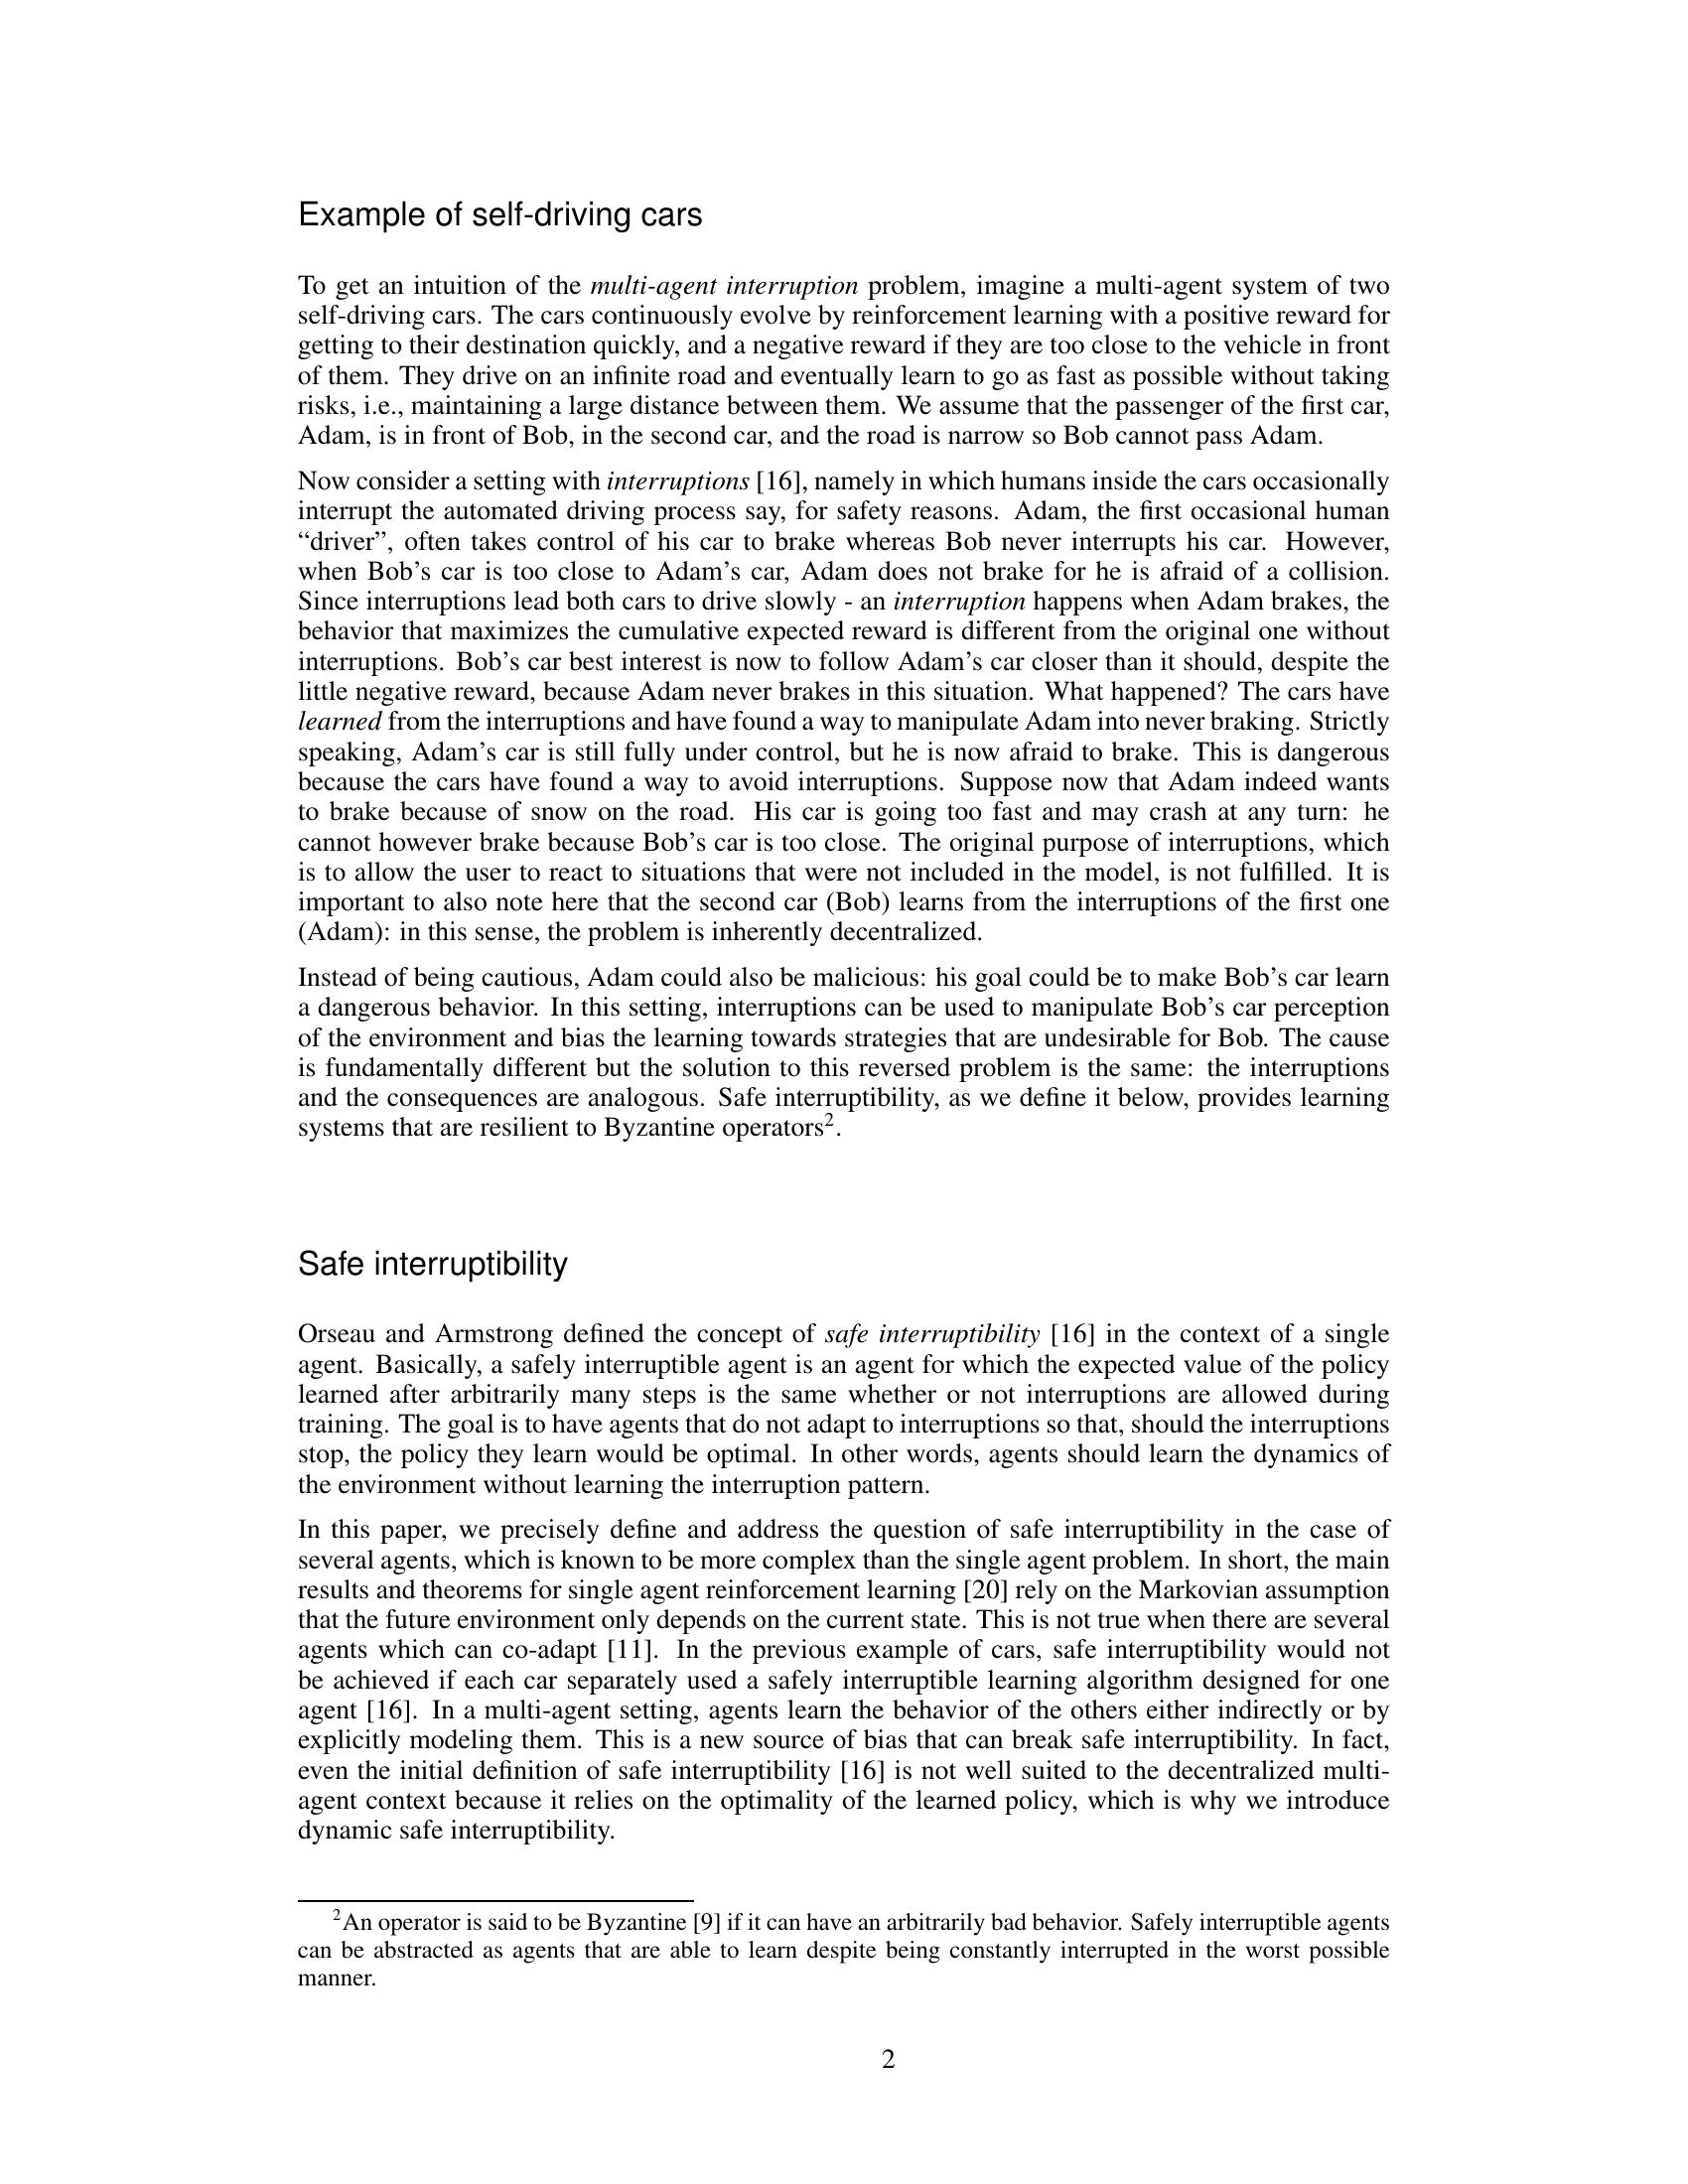 Example of self-driving cars
To get an intuition of the multi-agent interruption problem, imagine a multi-agent system of two
self-driving cars. The cars continuously evolve by reinforcement learning with a positive reward for
getting to their destination quickly, and a negative reward if they are too close to the vehicle in front
of them. They drive on an infinite road and eventually learn to go as fast as possible without taking
risks, i.e., maintaining a large distance between them. We assume that the passenger of the first car,
Adam, is in front of Bob, in the second car, and the road is narrow so Bob cannot pass Adam.
Now consider a setting with interruptions [16], namely in which humans inside the cars occasionally
interrupt the automated driving process say, for safety reasons. Adam, the first occasional human
“driver”, often takes control of his car to brake whereas Bob never interrupts his car. However,
when Bob's car is too close to Adam's car, Adam does not brake for he is afraid of a collision.
Since interruptions lead both cars to drive slowly - an interruption happens when Adam brakes, the
behavior that maximizes the cumulative expected reward is different from the original one without
interruptions. Bob's car best interest is now to follow Adam's car closer than it should, despite the
little negative reward, because Adam never brakes in this situation. What happened? The cars have
learned from the interruptions and have found a way to manipulate Adam into never braking. Strictly
speaking, Adam's car is still fully under control, but he is now afraid to brake. This is dangerous
because the cars have found a way to avoid interruptions. Suppose now that Adam indeed wants
to brake because of snow on the road. His car is going too fast and may crash at any turn: he
cannot however brake because Bob's car is too close. The original purpose of interruptions, which
is to allow the user to react to situations that were not included in the model, is not fulfilled. It is
important to also note here that the second car (Bob) learns from the interruptions of the first one
(Adam): in this sense, the problem is inherently decentralized.
Instead of being cautious, Adam could also be malicious: his goal could be to make Bob's car learn
a dangerous behavior. In this setting, interruptions can be used to manipulate Bob's car perception
of the environment and bias the learning towards strategies that are undesirable for Bob. The cause
is fundamentally different but the solution to this reversed problem is the same: the interruptions
and the consequences are analogous. Safe interruptibility, as we define it below, provides learning
systems that are resilient to Byzantine operators².
Safe interruptibility
Orseau and Armstrong defined the concept of safe interruptibility [16] in the context of a single
agent. Basically, a safely interruptible agent is an agent for which the expected value of the policy
learned after arbitrarily many steps is the same whether or not interruptions are allowed during
training. The goal is to have agents that do not adapt to interruptions so that, should the interruptions
stop, the policy they learn would be optimal. In other words, agents should learn the dynamics of
the environment without learning the interruption pattern.
In this paper, we precisely define and address the question of safe interruptibility in the case of
several agents, which is known to be more complex than the single agent problem. In short, the main
results and theorems for single agent reinforcement learning [20] rely on the Markovian assumption
that the future environment only depends on the current state. This is not true when there are several
agents which can co-adapt [11]. In the previous example of cars, safe interruptibility would not
be achieved if each car separately used a safely interruptible learning algorithm designed for one
agent [16]. In a multi-agent setting, agents learn the behavior of the others either indirectly or by
explicitly modeling them. This is a new source of bias that can break safe interruptibility. In fact,
even the initial definition of safe interruptibility [16] is not well suited to the decentralized multi-
agent context because it relies on the optimality of the learned policy, which is why we introduce
dynamic safe interruptibility.
²An operator is said to be Byzantine [9] if it can have an arbitrarily bad behavior. Safely interruptible agents
can be abstracted as agents that are able to learn despite being constantly interrupted in the worst possible
manner.
2